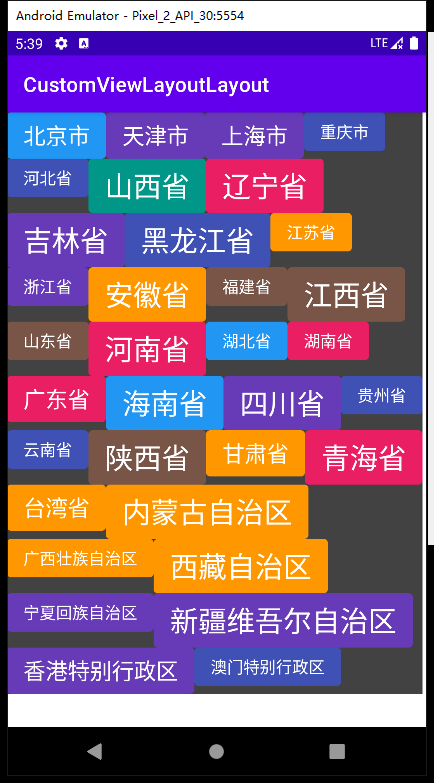 Android Emulator - Pixel_2_API_30:5554
5:39 A LTE
CustomViewLayoutLayout
北京市 天津市 上海市 重庆市
河北省 山西省 辽宁省
吉林省 黑龙江省 江苏省
浙江省 安徽省 福建省 江西省
山东省 河南省 湖北省 湖南省
广东省 海南省 四川省 贵州省
云南省 陕西省 甘肃省 青海省
台湾省 内蒙古自治区
广西壮族自治区 西藏自治区
宁夏回族自治区 新疆维吾尔自治区
香港特别行政区 澳门特别行政区